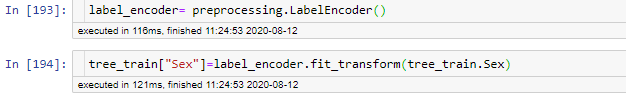 In [193]: label_encoder= preprocessing.LabelEncoder()
executed in 116ms, finished 11:24:53 2020-08-12
In [194]: tree_train["Sex"]=label_encoder.fit_transform(tree_train.Sex)
executed in 121ms, finished 11:24:53 2020-08-12